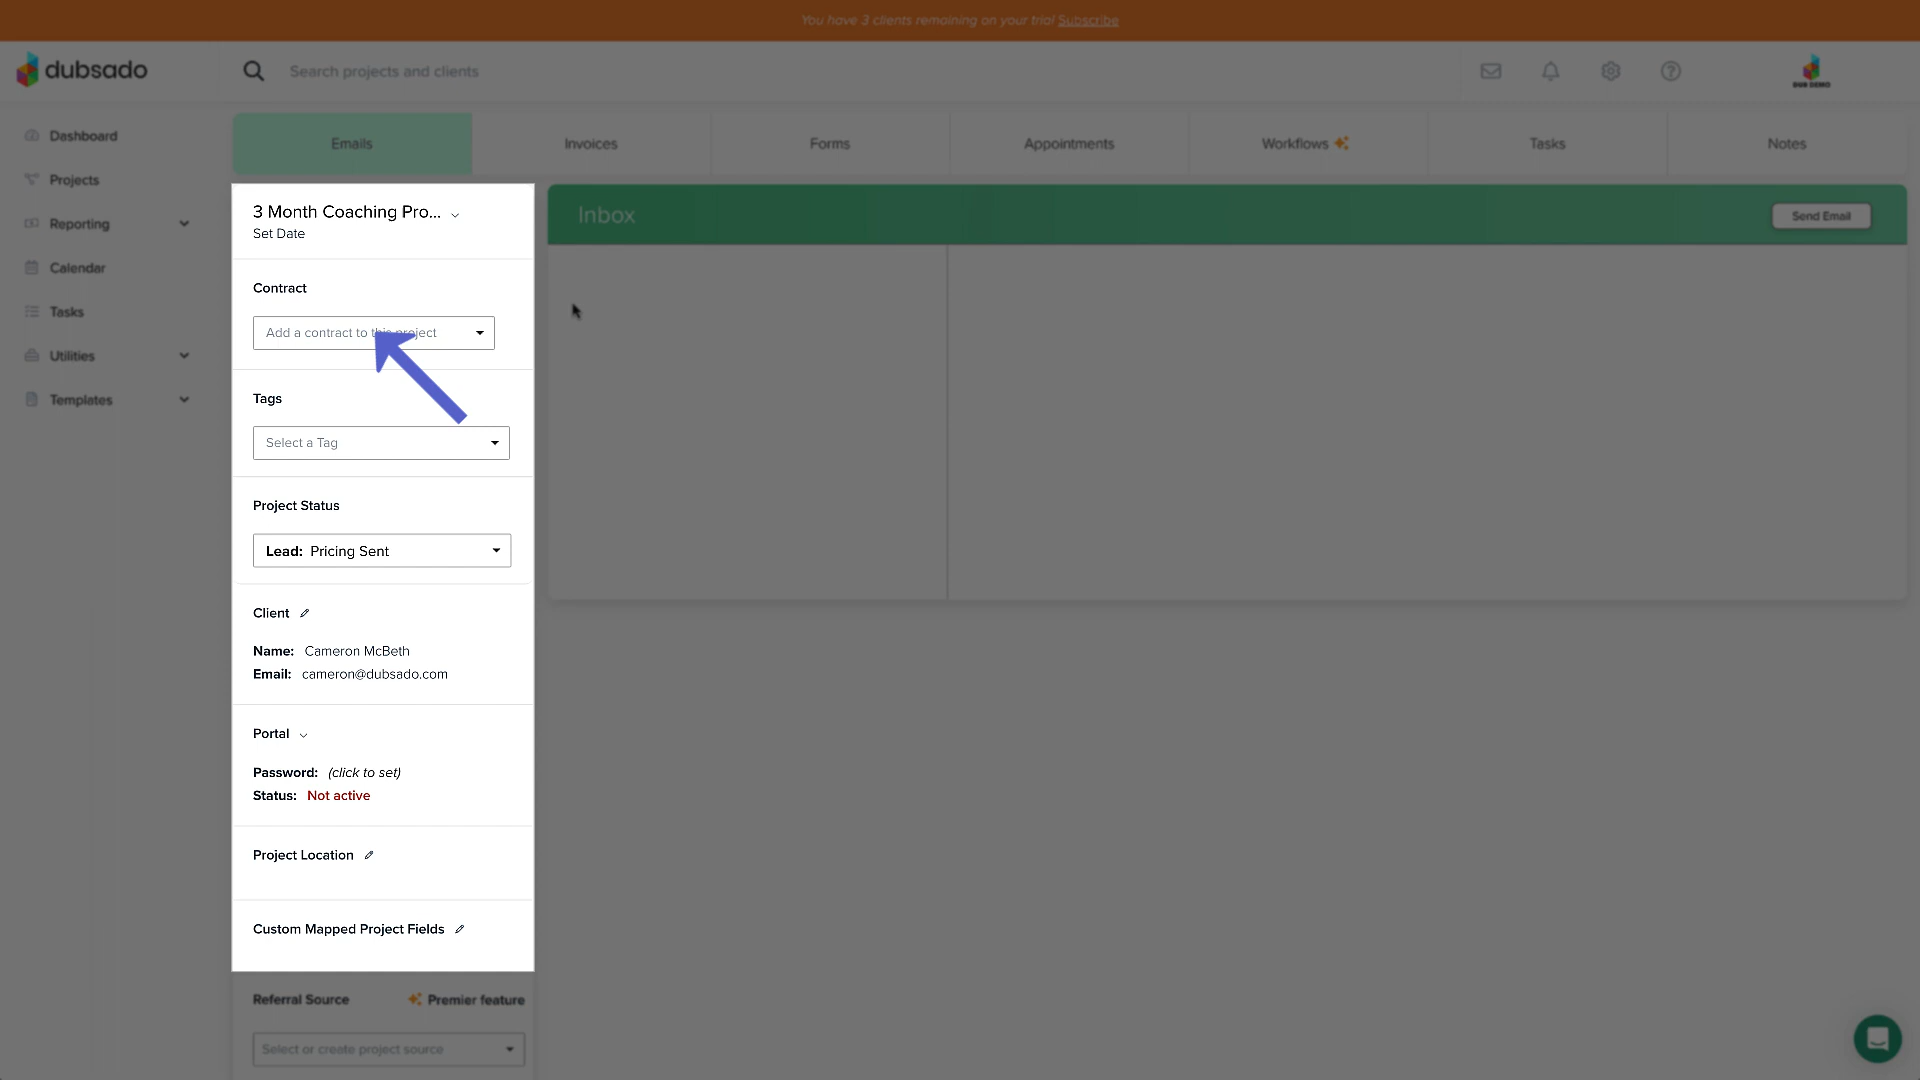 You have 3 clients remaining on your trial Subscribe
dubsado
Search projects and clients
DUB DEMO
Dashboard
Projects
Reporting
Calendar
Tasks
Utilities
Templates
Emails
Invoices
Forms
Appointments
Workflows
Tasks
Notes
3 Month Coaching Pro...
Set Date
Contract
Add a contract to this project
Tags
Select a Tag
Project Status
Lead: Pricing Sent
Client
Name: Cameron McBeth
Email: cameron@dubsado.com
Portal
Password: (click to set)
Status: Not active
Project Location
Custom Mapped Project Fields
Referral Source
Premier feature
Select or create project source
Inbox
Send Email